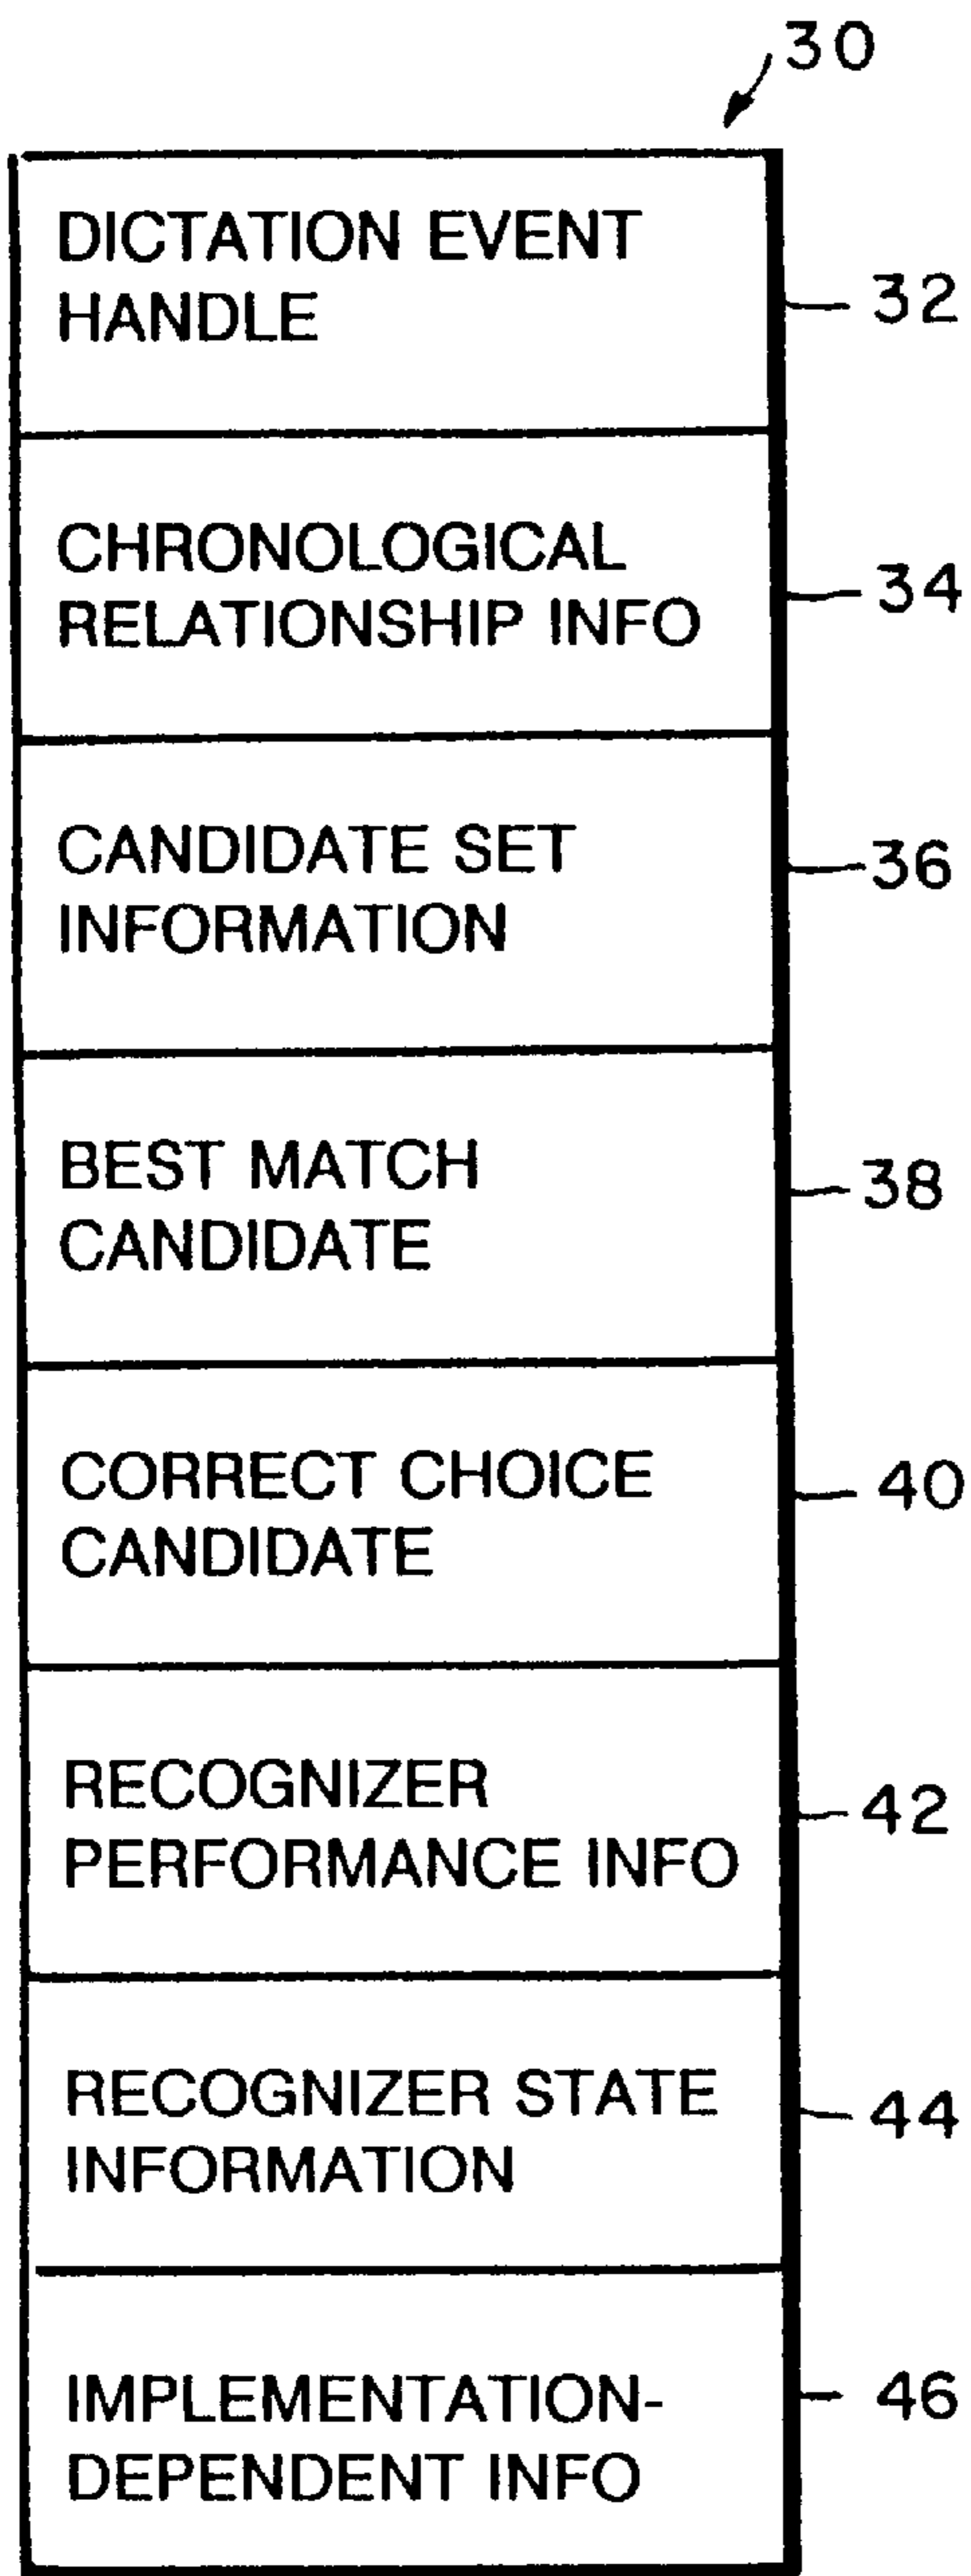 30
DICTATION EVENT
HANDLE
32
CHRONOLOGICAL
RELATIONSHIP INFO
34
CANDIDATE SET
INFORMATION
36
BEST MATCH
CANDIDATE
38
CORRECT CHOICE
CANDIDATE
40
RECOGNIZER
PERFORMANCE INFO
42
RECOGNIZER STATE
INFORMATION
44
IMPLEMENTATION-
DEPENDENT INFO
46